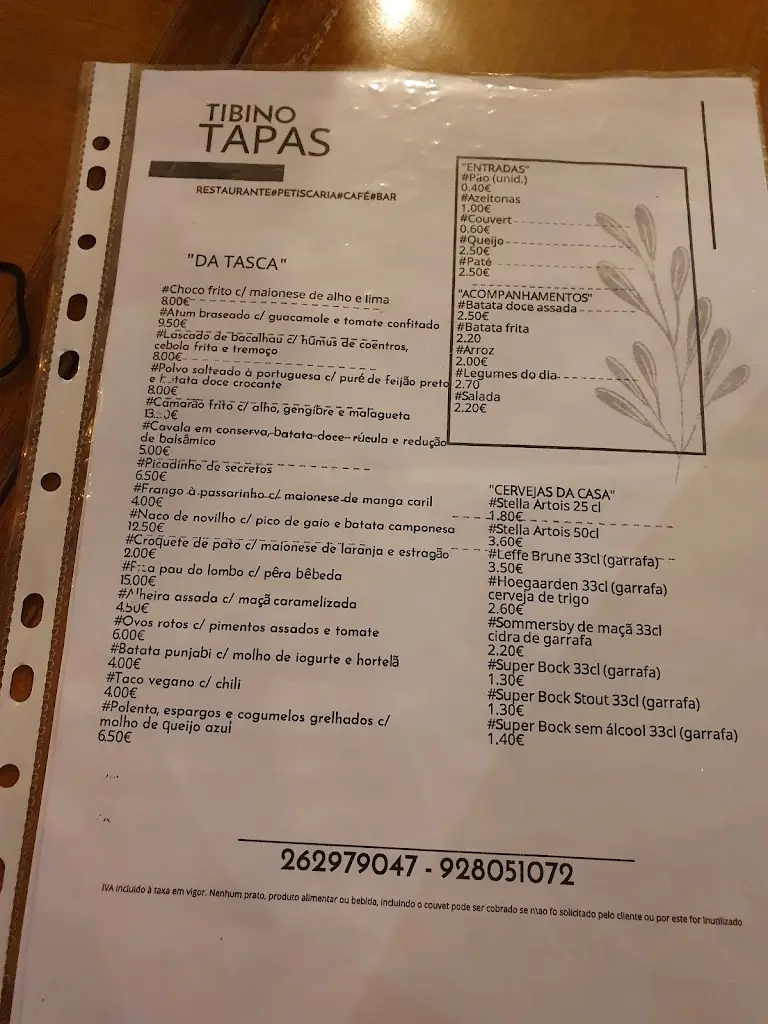 TIBINO
TAPAS
RESTAURANTE#PETISCARIA#CAFÉ#BAR
"DA TASCA"
#Choco frito c/ maionese de alho e lima
8.00€
#Atum braseado c/ guacamole e tomate confitado
9.50€
#Lascado de bacalhau c/ húmus de coentros,
cebola frita e tremoço
8.00€
#Polvo salteado à portuguesa c/ puré de feijão preto
e batata doce crocante
8.00€
#Camarão frito c/ alho, gengibre e malagueta
#Cavala em conserva, batata doce rúcula e redução
de balsâmico
5.00€
#Picadinho de secretos
6.50€
#Frango à passarinho c/ maionese de manga caril
4.00€
#Naco de novilho c/ pico de gaio e batata camponesa
12.50€
#Croquete de pato c/ maionese de laranja e estragão
2.00€
pau do lombo c/ pêra bêbeda
15.00€
#Alheira assada c/ maçã caramelizada
4.50€
#Ovos rotos c/ pimentos assados e tomate
6.00€
#Batata punjabi c/ molho de iogurte e hortelã
4.00€
#Taco vegano c/ chili
4.00€
#Polenta, espargos e cogumelos grelhados c/
molho de queijo azul
6.50€
"ENTRADAS"
#Pão (unid.)
0.40€
#Azeitonas
1.00€
#Couvert
0.60€
#Queijo
2.50€
#Paté
2.50€
"ACOMPANHAMENTOS"
#Batata doce assada
2.50€
#Batata frita
2.20
#Arroz
2.00€
#Legumes do dia
2.70
#Salada
2.20€
"CERVEJAS DA CASA"
#Stella Artois 25 cl
1.80€
#Stella Artois 50cl
3.60€
#Leffe Brune 33cl (garrafa)
3.50€
#Hoegaarden 33cl (garrafa)
cerveja de trigo
2.60€
#Sommersby de maçã 33cl
cidra de garrafa
2.20€
#Super Bock 33cl (garrafa)
1.30€
#Super Bock Stout 33cl (garrafa)
1.30€
#Super Bock sem álcool 33cl (garrafa)
1.40€
262979047 - 928051072
IVA incluido à taxa em vigor. Nenhum prato, produto alimentar ou bebida, incluindo o couvet pode ser cobrado se não fo solicitado pelo cliente ou por este for inutilizado